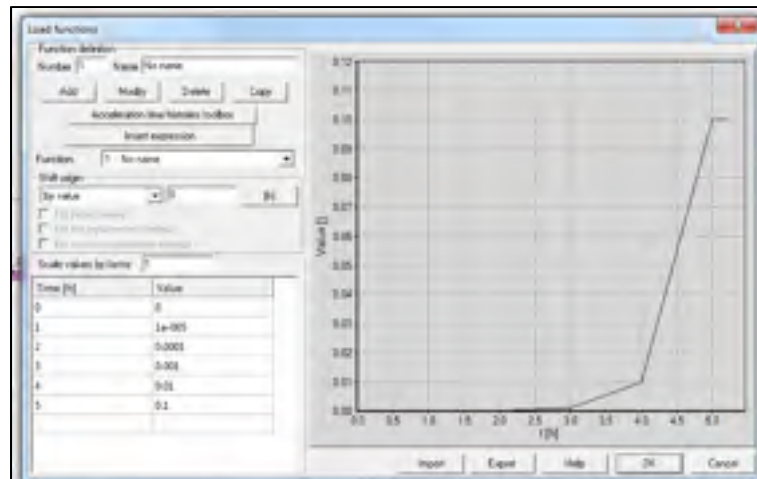 Load functions
Function definition
Number 1 Name No name
Add Modify Delete Copy
Acceleration time histories toolbox
Insert expression
Function 1 No name
Shift origin
by value 0 [h]
Scale values by factor 1
Time [h] Value
0 0
1 1e-005
2 0.0001
3 0.001
4 0.01
5 0.1
0.12
0.11
0.10
0.09
0.08
0.07
0.06
0.05
0.04
0.03
0.02
0.01
0.00
Value []
0.0 0.5 1.0 1.5 2.0 2.5 3.0 3.5 4.0 4.5 5.0
t [h]
Import Export Help OK Cancel